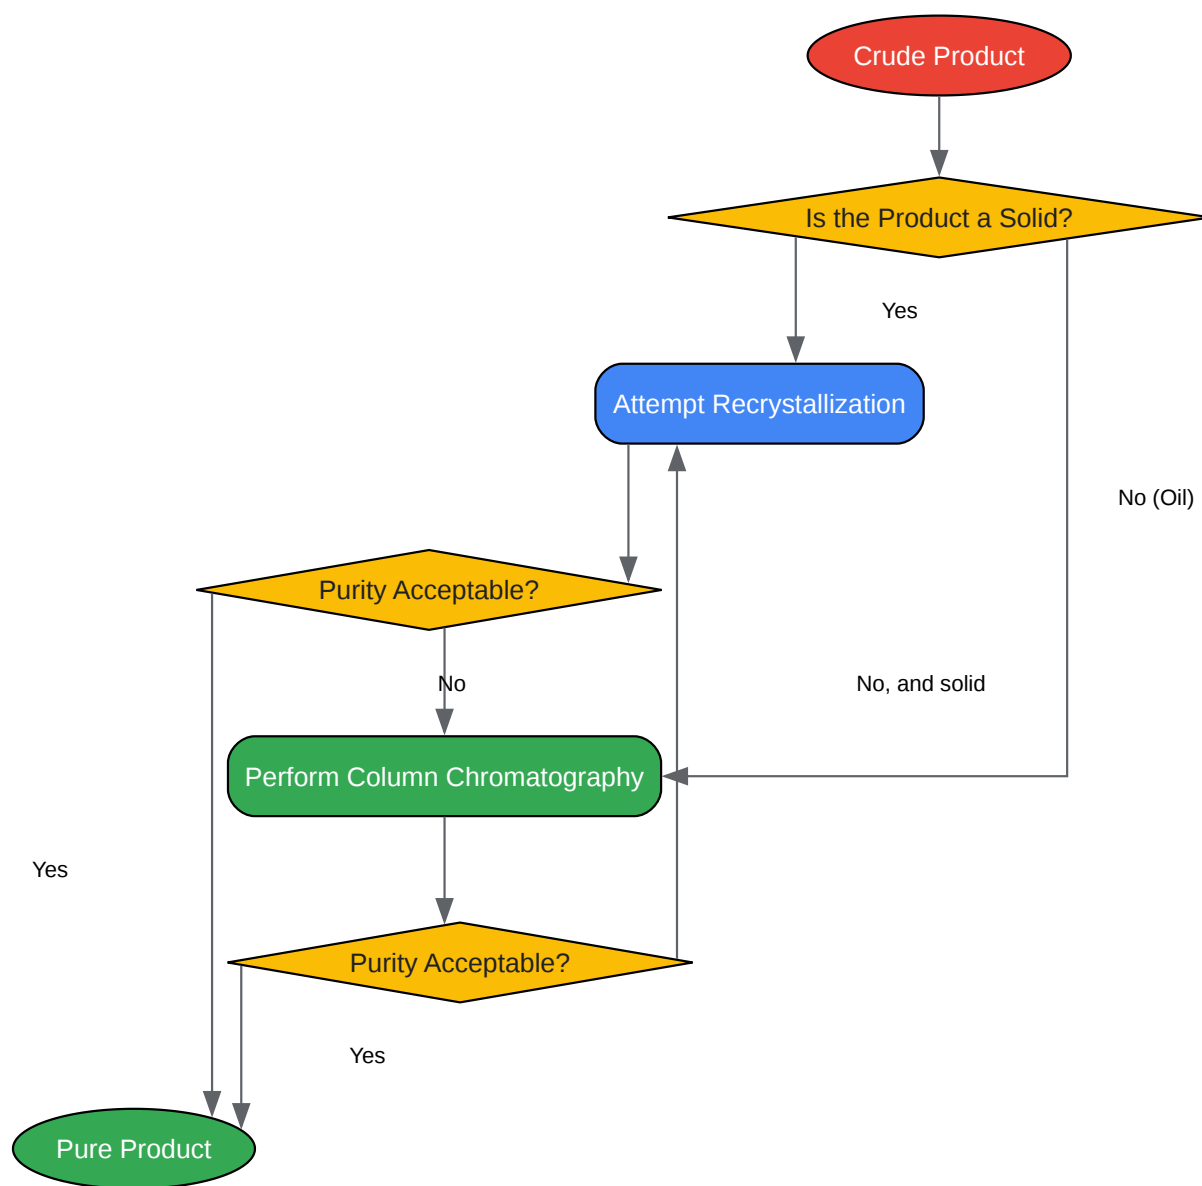 Crude Product
Is the Product a Solid?
Yes
Attempt Recrystallization
No (Oil)
Purity Acceptable?
No
No, and solid
Perform Column Chromatography
Yes
Purity Acceptable?
Yes
Pure Product